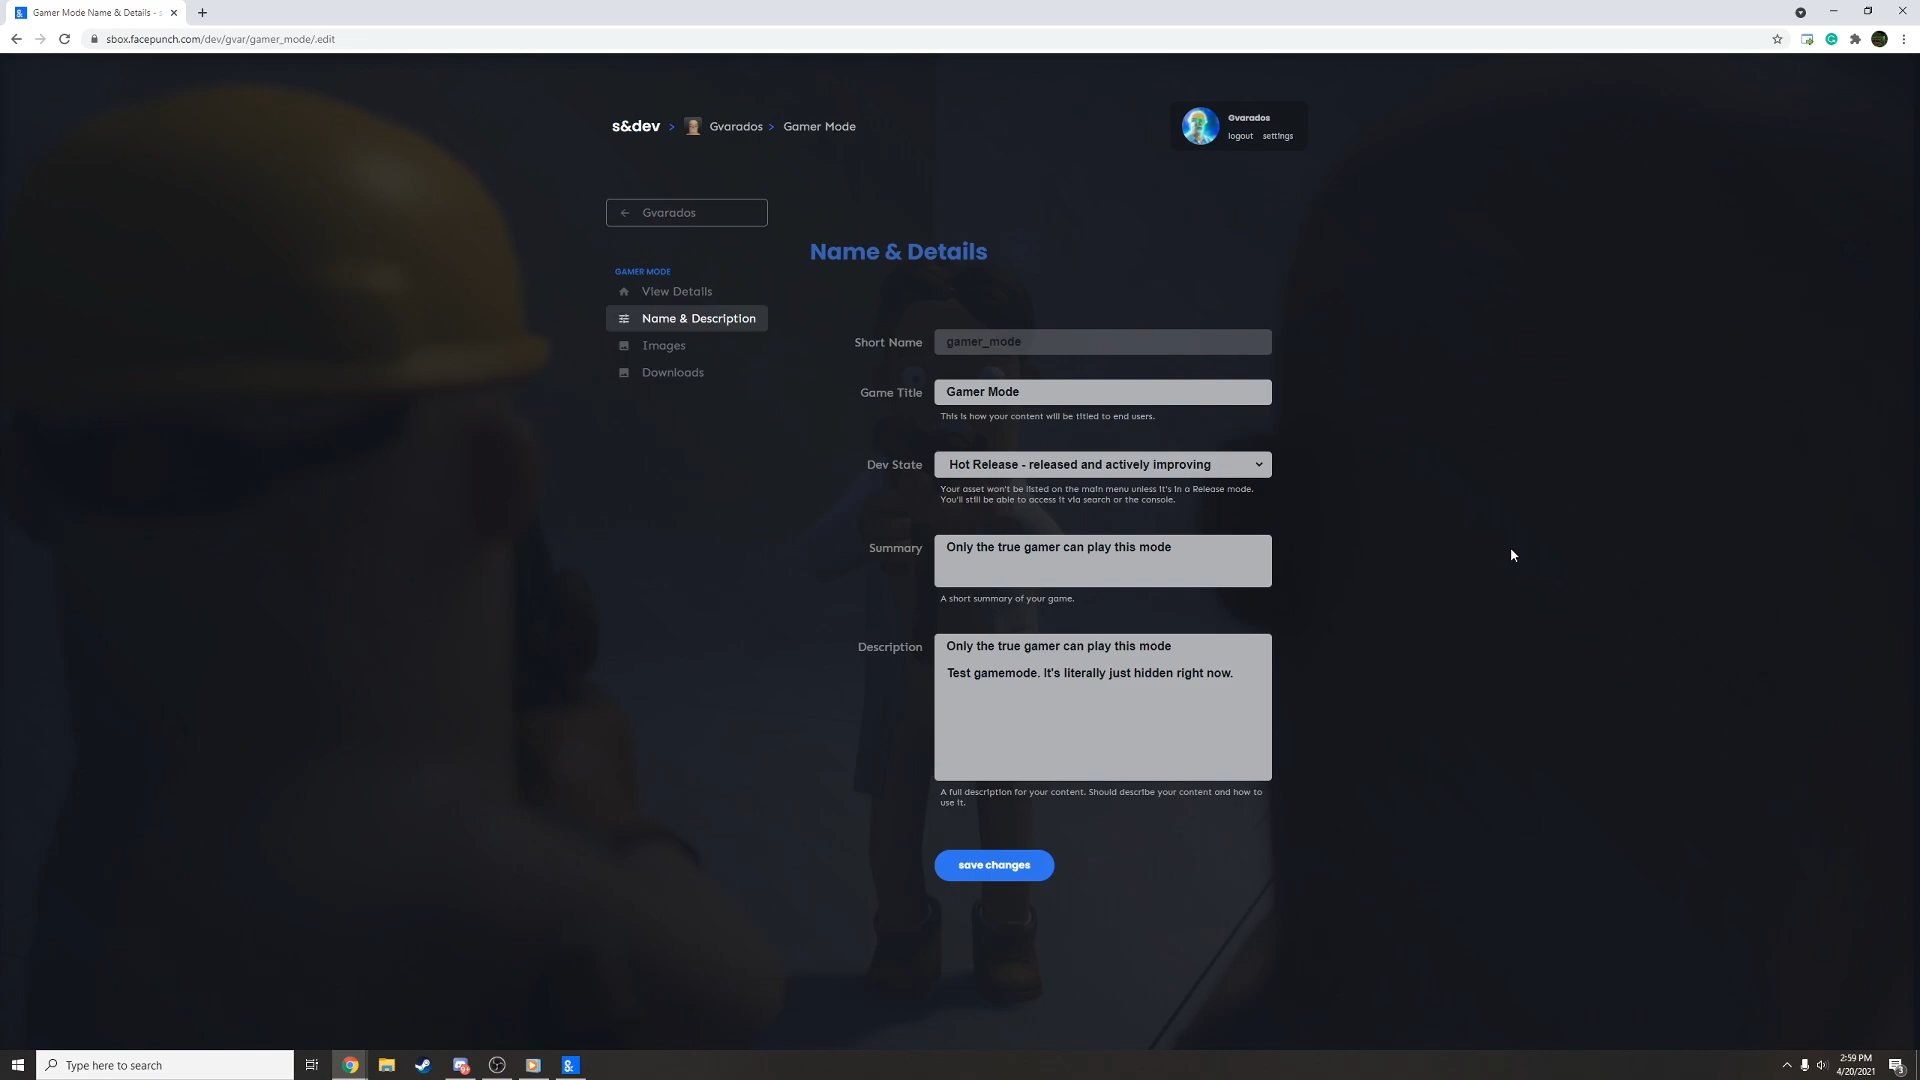 Gamer Mode Name & Details - s
sbox.facepunch.com/dev/gvar/gamer_mode/.edit
s&dev > Gvarados > Gamer Mode
Gvarados
logout settings
Gvarados
GAMER MODE
View Details
Name & Description
Images
Downloads
Name & Details
Short Name gamer_mode
Game Title Gamer Mode
This is how your content will be titled to end users.
Dev State Hot Release - released and actively improving
Your asset won't be listed on the main menu unless it's in a Release mode.
You'll still be able to access it via search or the console.
Summary Only the true gamer can play this mode
A short summary of your game.
Description Only the true gamer can play this mode
Test gamemode. It's literally just hidden right now.
A full description for your content. Should describe your content and how to
use it.
save changes
Type here to search
9+
&
2:59 PM
4/20/2021
3